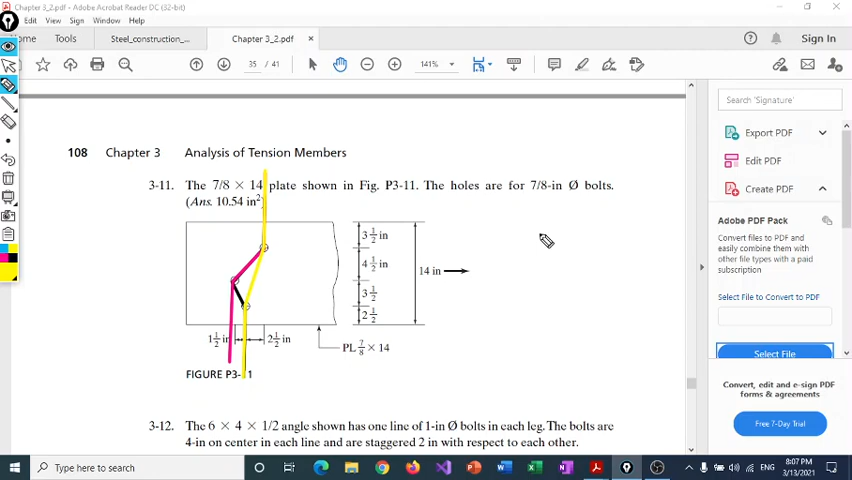 Chapter 3_2.pdf - Adobe Acrobat Reader DC (32-bit)
Edit View Sign Window Help
Home Tools Steel_construction_... Chapter 3_2.pdf × Sign In
35 / 41 141%
108 Chapter 3 Analysis of Tension Members
3-11. The 7/8 × 14 plate shown in Fig. P3-11. The holes are for 7/8-in Ø bolts.
(Ans. 10.54 in²)
3 1/2 in
4 1/2 in
14 in
3 1/2
2 1/2
1 1/2 in 2 1/2 in
PL 7/8 × 14
FIGURE P3-11
3-12. The 6 × 4 × 1/2 angle shown has one line of 1-in Ø bolts in each leg. The bolts are
4-in on center in each line and are staggered 2 in with respect to each other.
Search 'Signature'
Export PDF
Edit PDF
Create PDF
Adobe PDF Pack
Convert files to PDF and
easily combine them with
other file types with a paid
subscription
Select File to Convert to PDF
Select File
Convert, edit and e-sign PDF
forms & agreements
Free 7-Day Trial
Type here to search
ENG
8:07 PM
3/13/2021